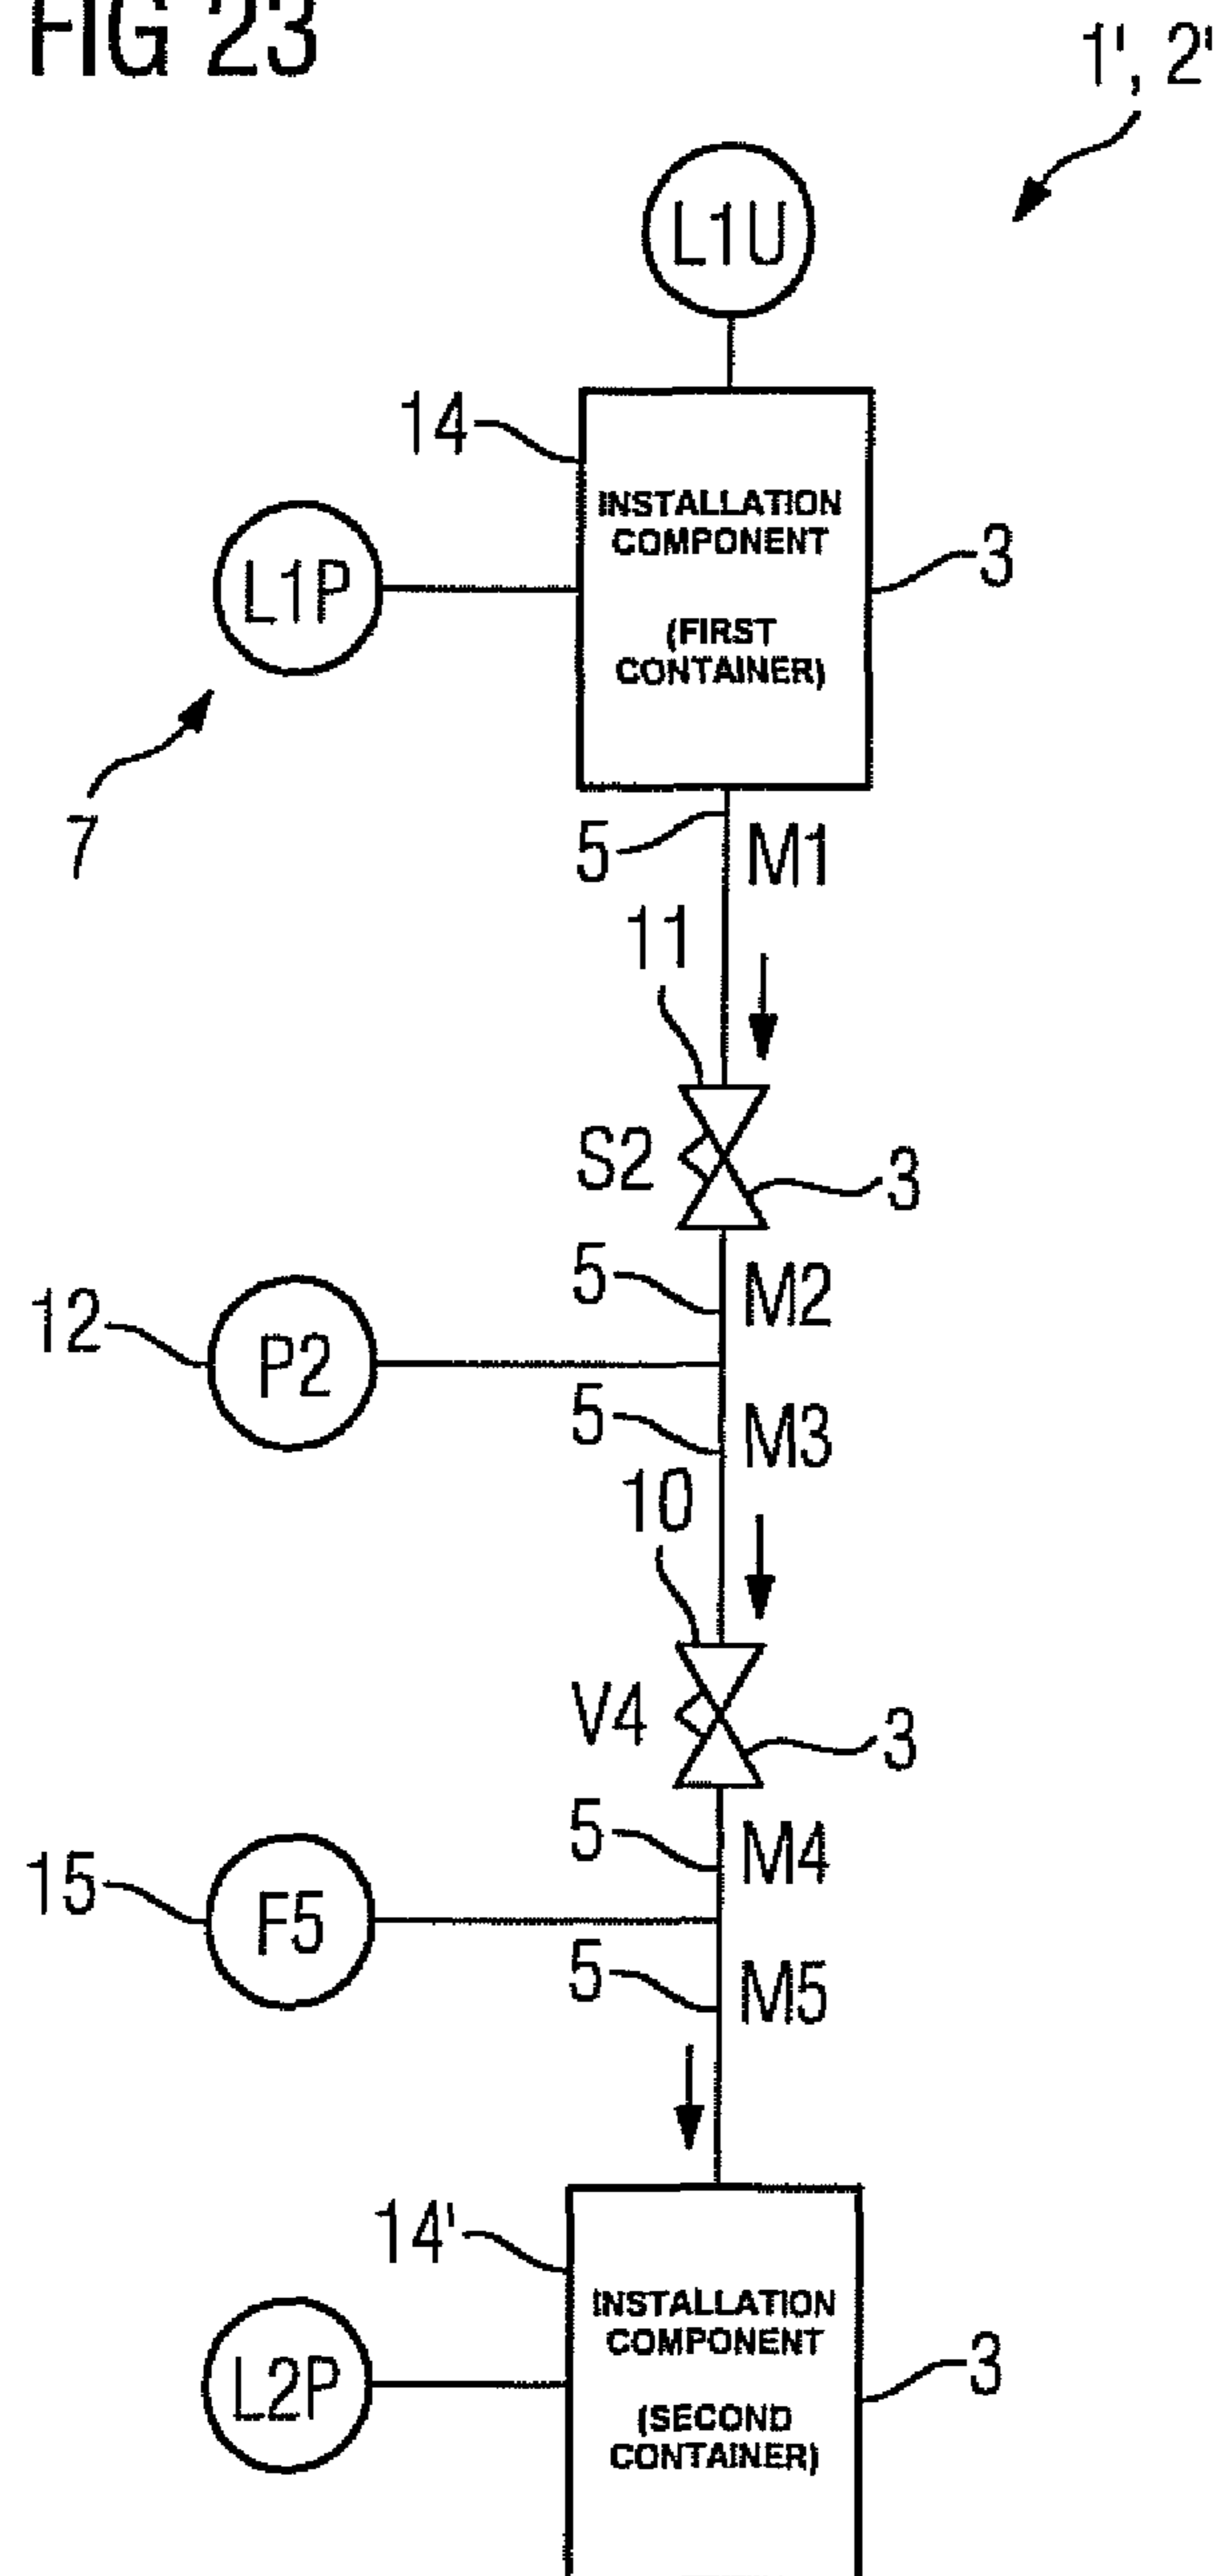 FIG 23
1', 2'
L1U
14
INSTALLATION
COMPONENT
3
L1P
(FIRST
CONTAINER)
7
5
M1
11
S2
3
5
M2
12
P2
5
M3
10
V4
3
5
M4
15
F5
5
M5
14'
INSTALLATION
COMPONENT
L2P
3
(SECOND
CONTAINER)